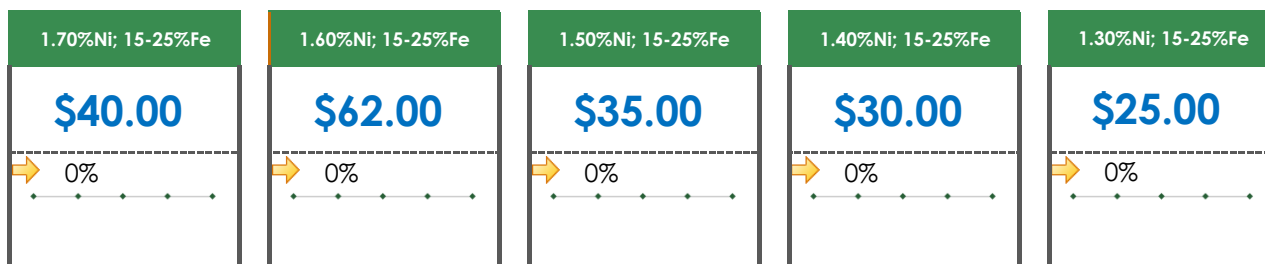 1.70%Ni; 15-25%Fe
$40.00
0%
1.60%Ni; 15-25%Fe
$62.00
0%
1.50%Ni; 15-25%Fe
$35.00
0%
1.40%Ni; 15-25%Fe
$30.00
0%
1.30%Ni; 15-25%Fe
$25.00
0%